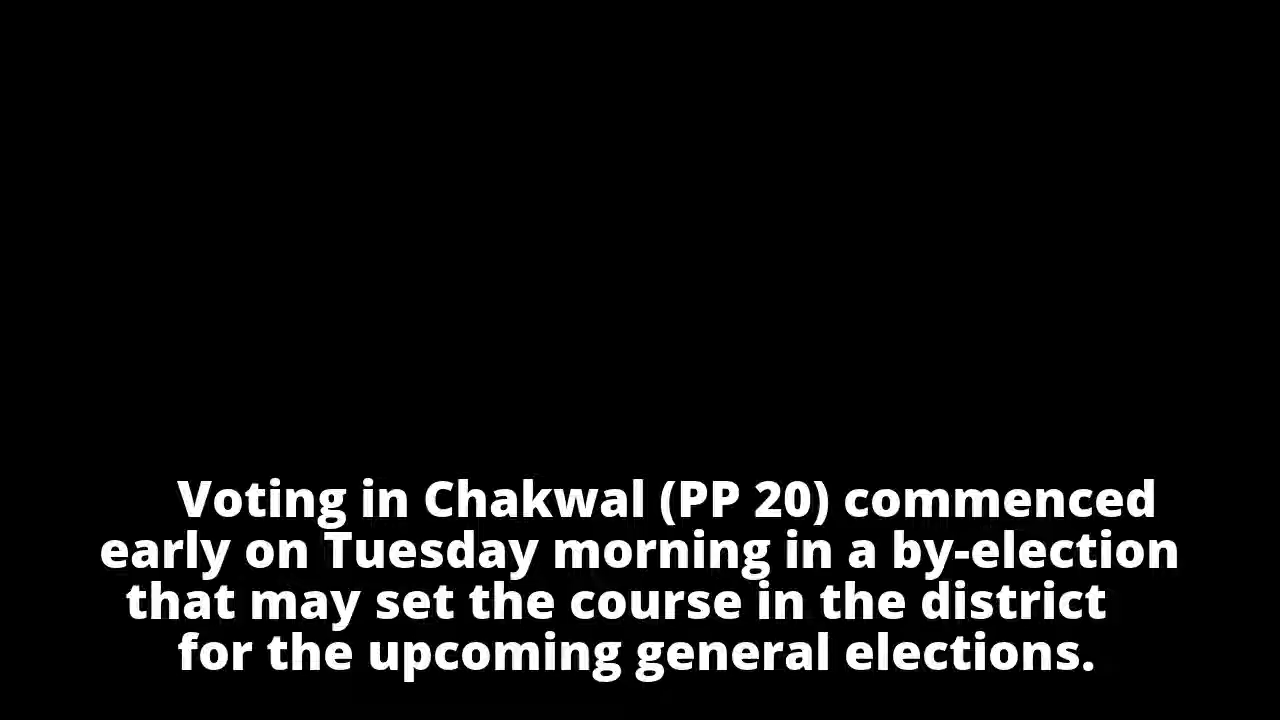 Voting in Chakwal (PP 20) commenced
early on Tuesday morning in a by-election
that may set the course in the district
for the upcoming general elections.